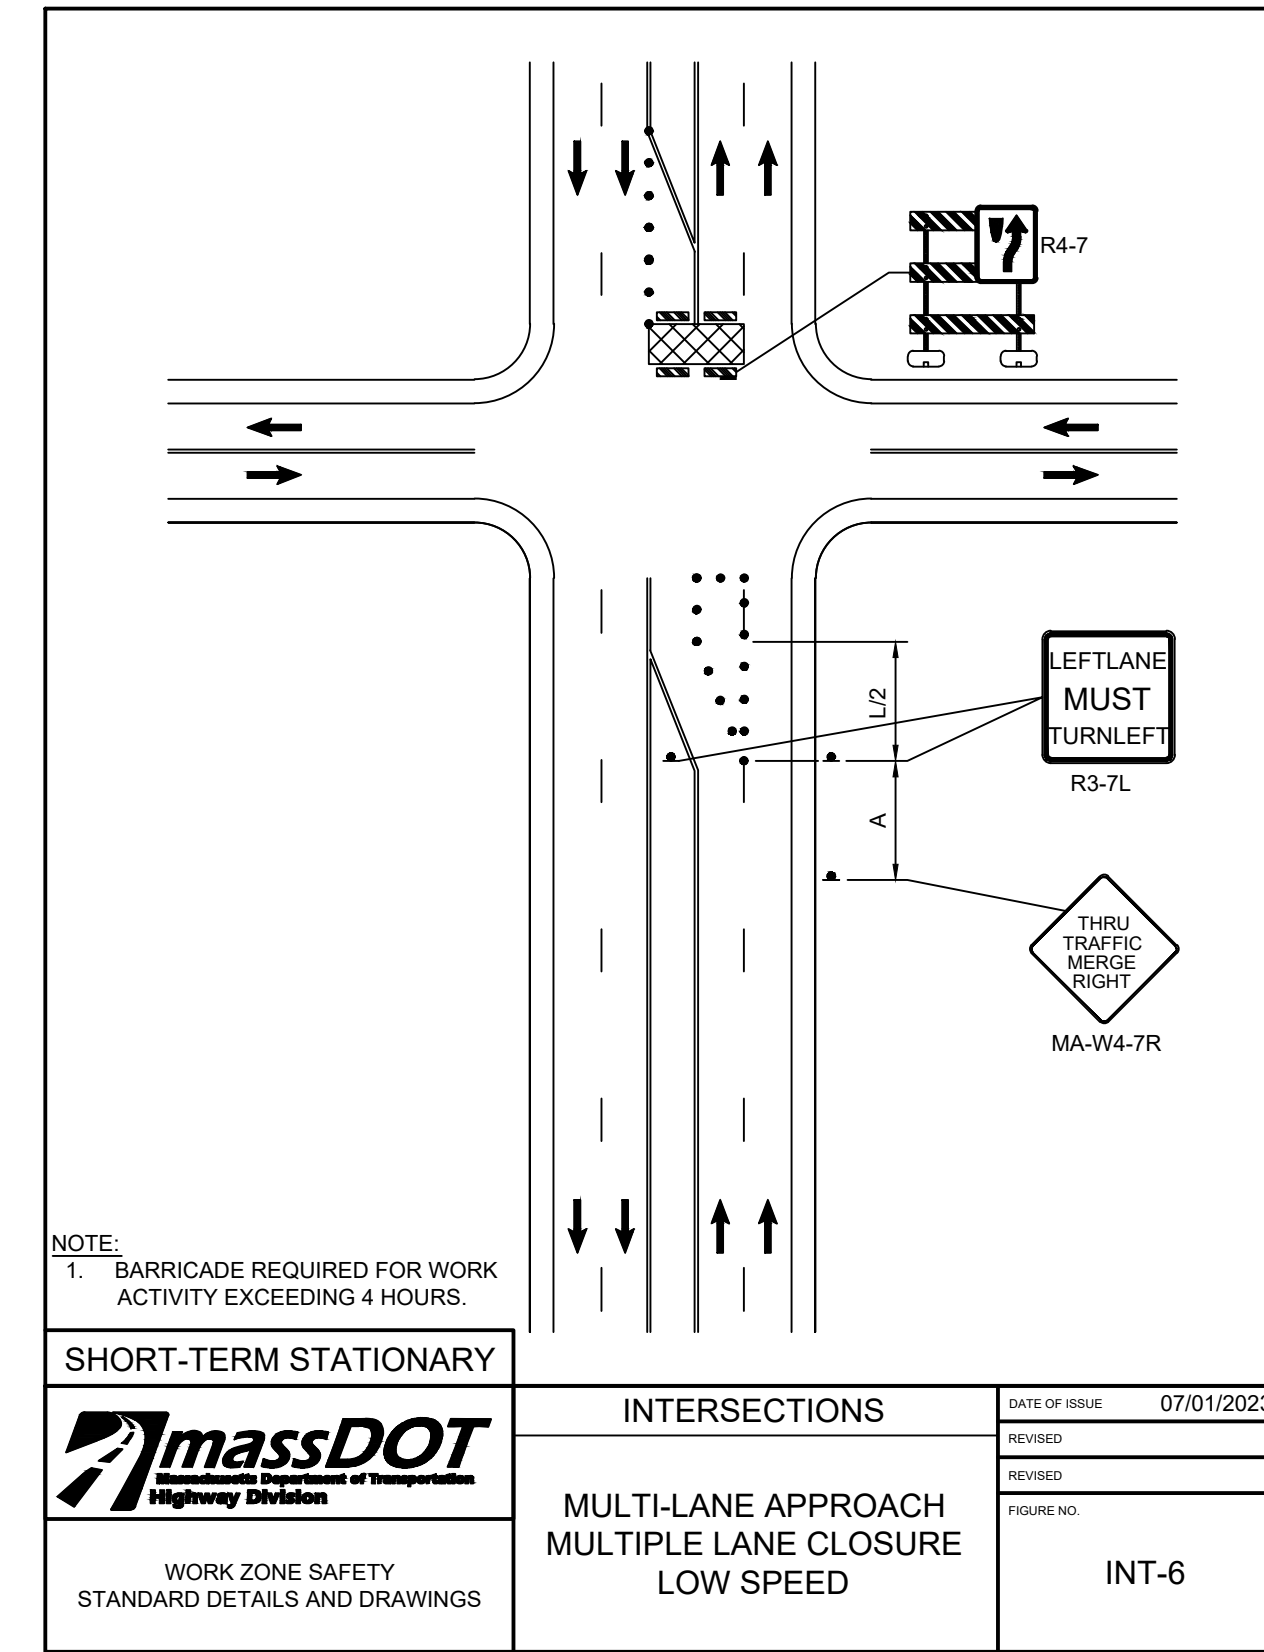 R4-7
L/2
LEFTLANE
MUST
TURNLEFT
R3-7L
A
THRU
TRAFFIC
MERGE
RIGHT
MA-W4-7R
NOTE:
1. BARRICADE REQUIRED FOR WORK
ACTIVITY EXCEEDING 4 HOURS.
SHORT-TERM STATIONARY
massDOT
Massachusetts Department of Transportation
Highway Division
WORK ZONE SAFETY
STANDARD DETAILS AND DRAWINGS
INTERSECTIONS
MULTI-LANE APPROACH
MULTIPLE LANE CLOSURE
LOW SPEED
DATE OF ISSUE 07/01/2023
REVISED
REVISED
FIGURE NO.
INT-6